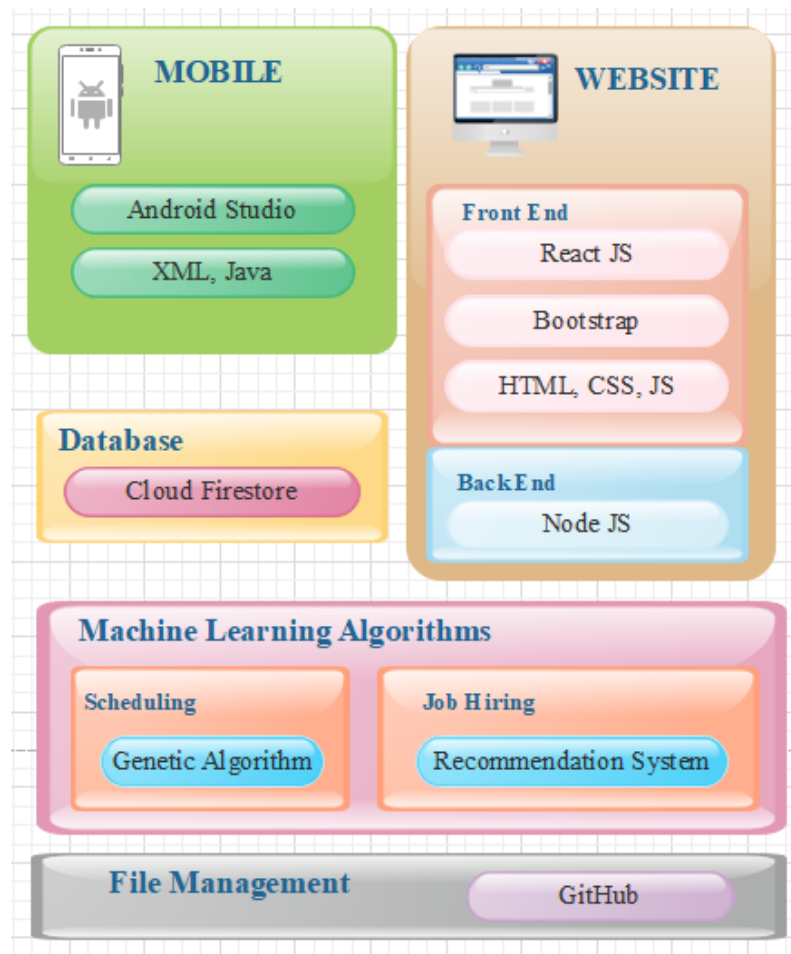 MOBILE
Android Studio
XML, Java
WEBSITE
Front End
React JS
Bootstrap
HTML, CSS, JS
BackEnd
Node JS
Database
Cloud Firestore
Machine Learning Algorithms
Scheduling
Genetic Algorithm
Job Hiring
Recommendation System
File Management
GitHub